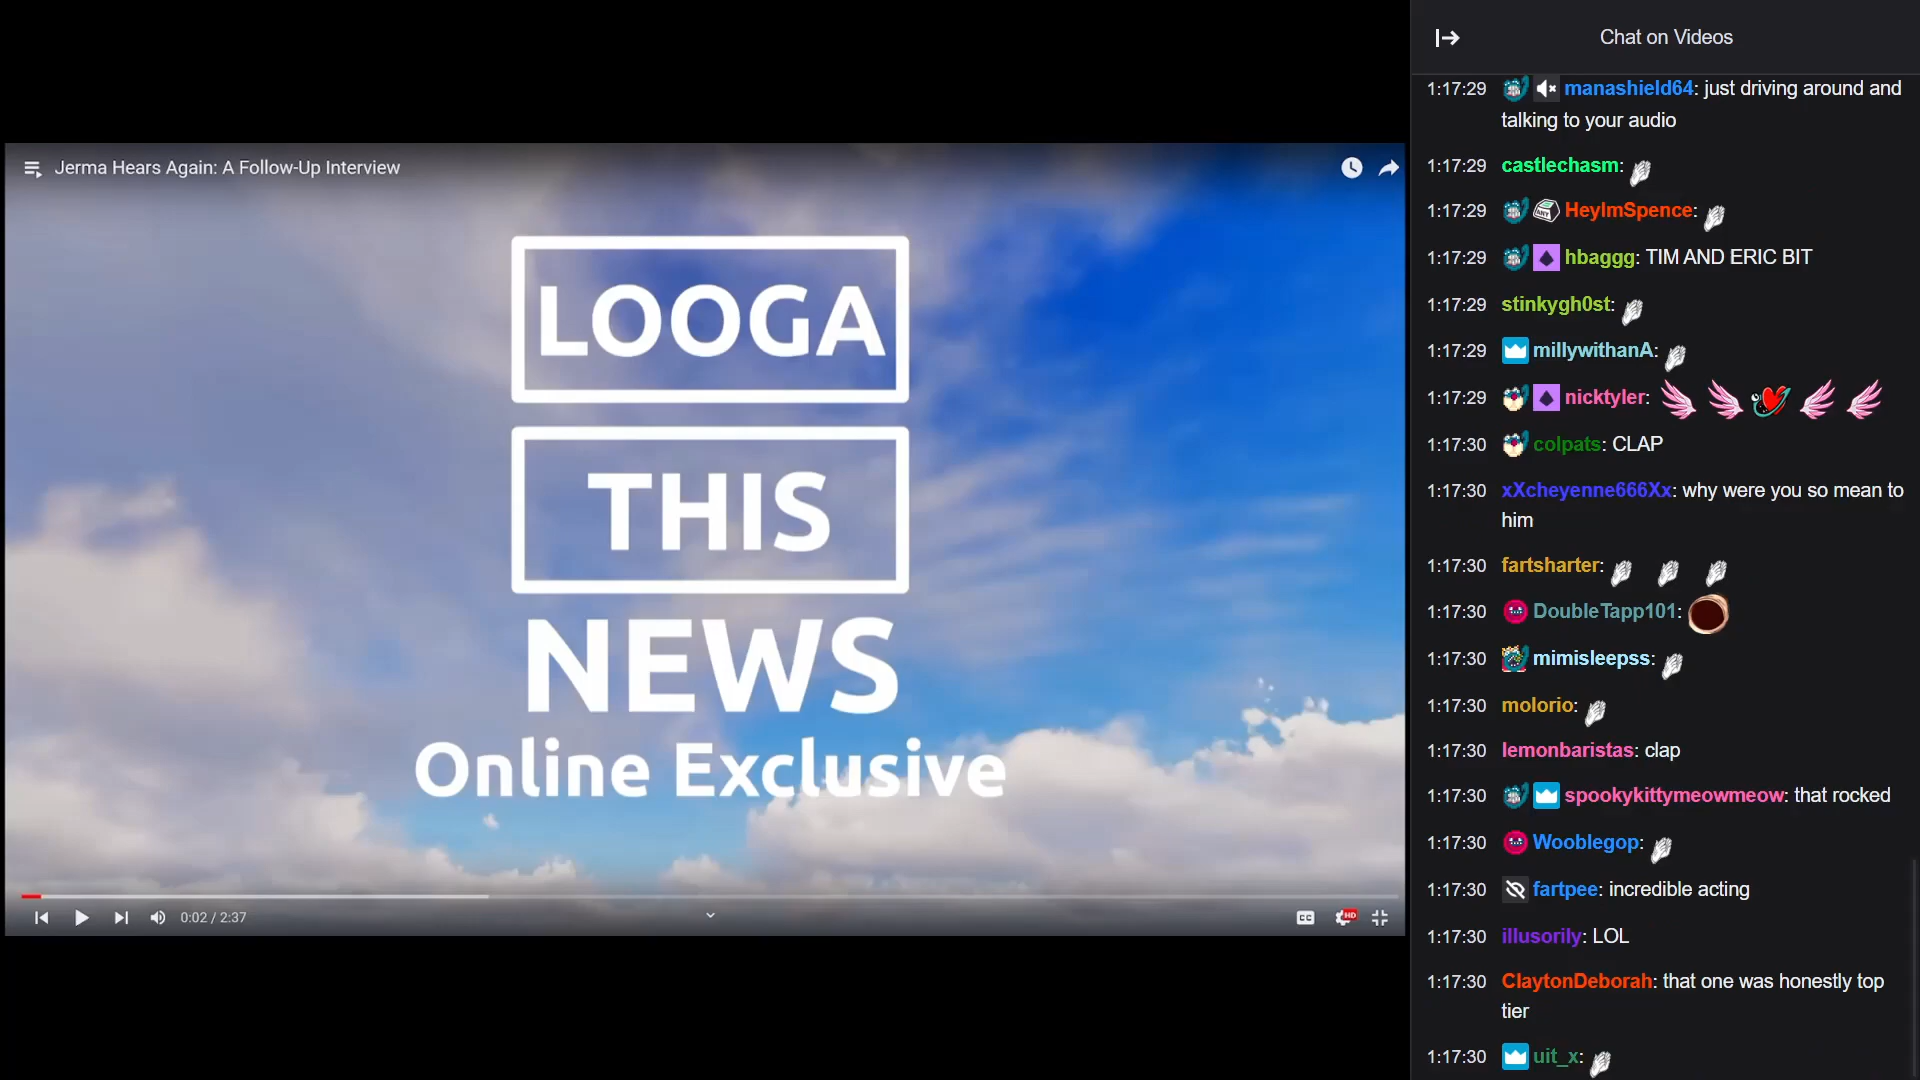 Jerma Hears Again: A Follow-Up Interview
LOOGA
THIS
NEWS
Online Exclusive
0:02 / 2:37
CC
HD
Chat on Videos
1:17:29 manashield64: just driving around and
talking to your audio
1:17:29 castlechasm:
1:17:29 HeyImSpence:
1:17:29 hbaggg: TIM AND ERIC BIT
1:17:29 stinkygh0st:
1:17:29 millywithanA:
1:17:29 nicktyler:
1:17:30 colpats: CLAP
1:17:30 xXcheyenne666Xx: why were you so mean to
him
1:17:30 fartsharter:
1:17:30 DoubleTapp101:
1:17:30 mimisleepss:
1:17:30 molorio:
1:17:30 lemonbaristas: clap
1:17:30 spookykittymeowmeow: that rocked
1:17:30 Wooblegop:
1:17:30 fartpee: incredible acting
1:17:30 illusorily: LOL
1:17:30 ClaytonDeborah: that one was honestly top
tier
1:17:30 uit_x: